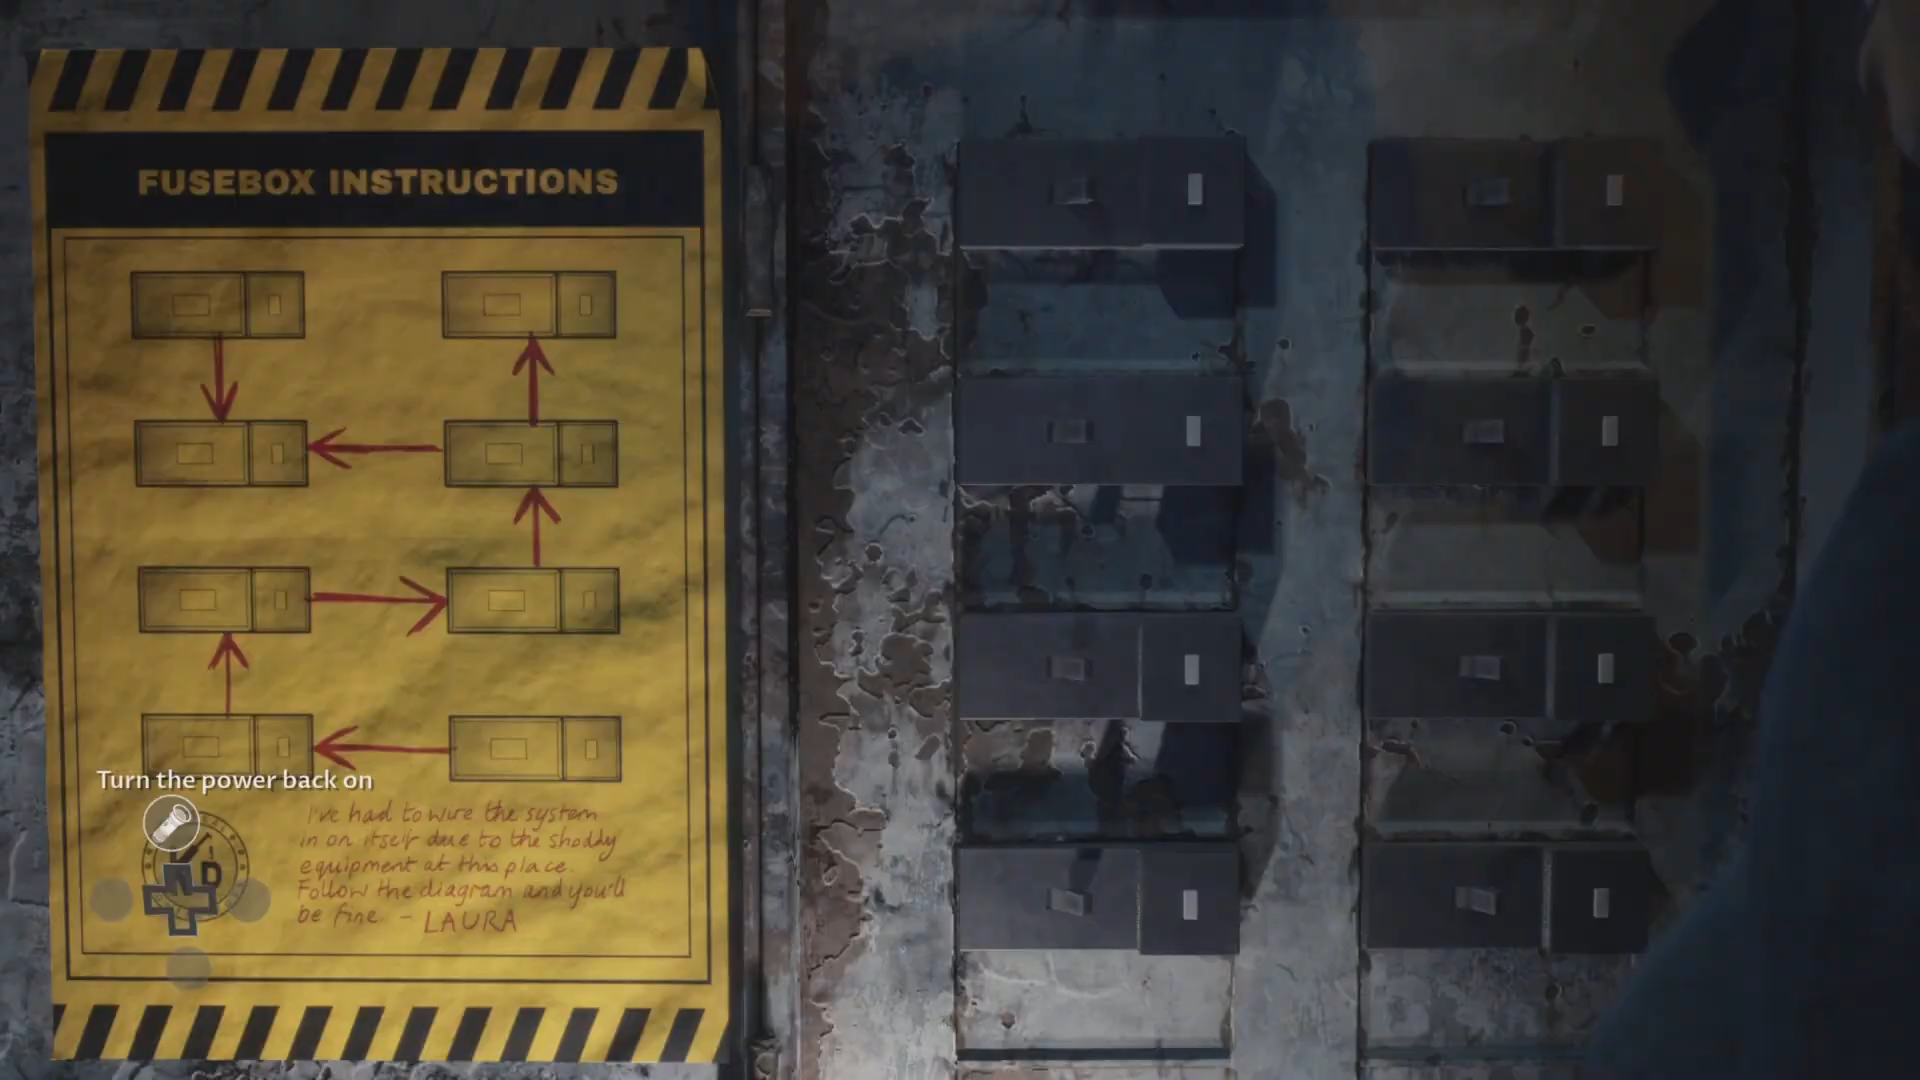 FUSEBOX INSTRUCTIONS
Turn the power back on
I've had to wire the system
in on itself due to the shoddy
equipment at this place.
Follow the diagram and you'll
be fine - LAURA